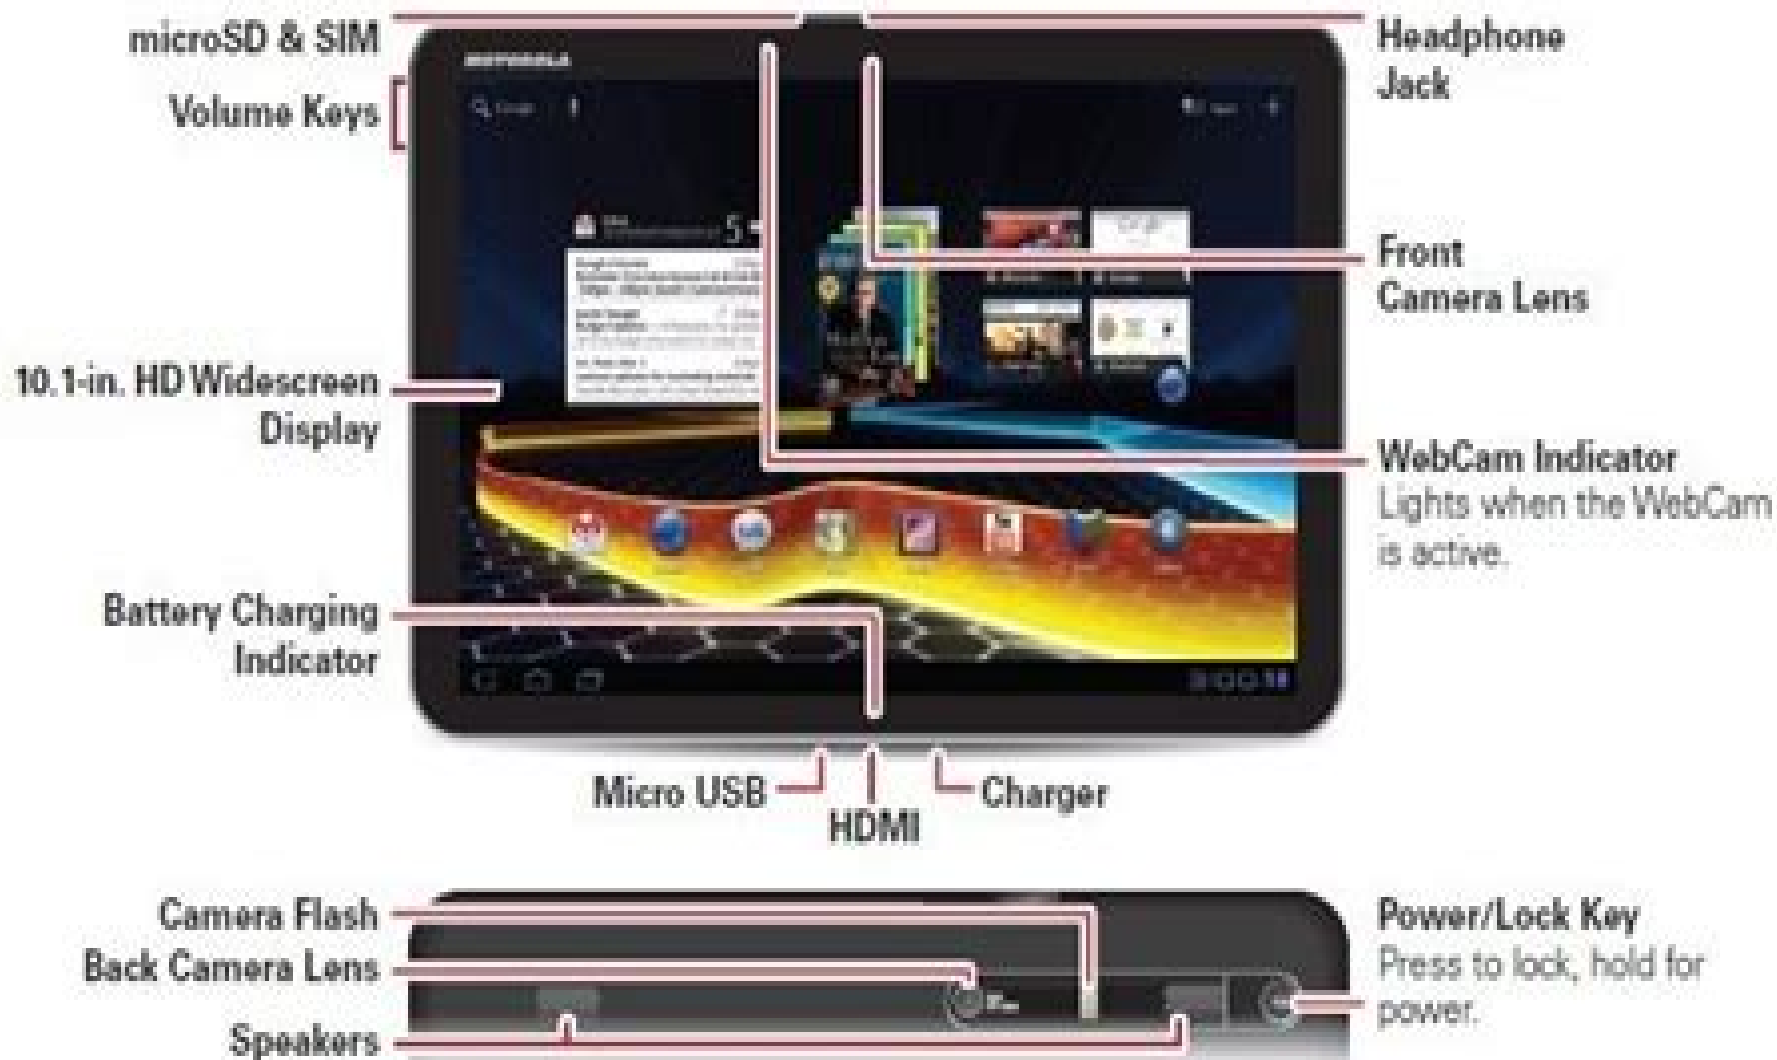 microSD & SIM
Headphone
Jack
Volume Keys
MOTOROLA
Google
5
Front
Camera Lens
10.1-in. HD Widescreen
Display
WebCam Indicator
Lights when the WebCam
is active.
Battery Charging
Indicator
Micro USB
HDMI
Charger
Camera Flash
Back Camera Lens
Speakers
Power/Lock Key
Press to lock, hold for
power.